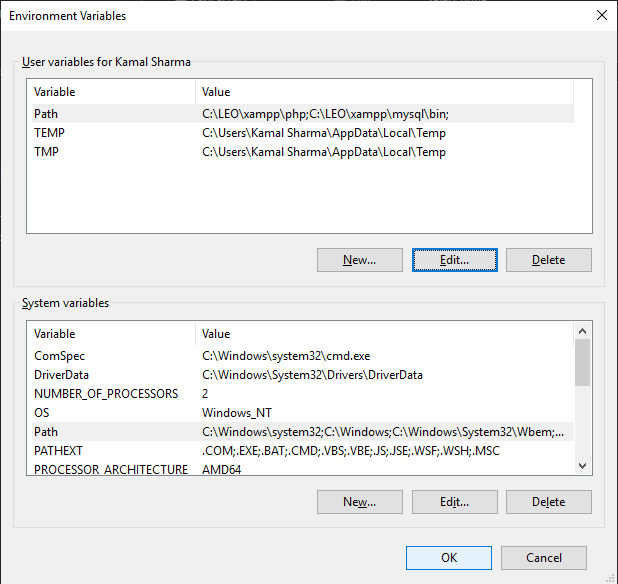 Environment Variables
User variables for Kamal Sharma
Variable Value
Path C:\LEO\xampp\php;C:\LEO\xampp\mysql\bin;
TEMP C:\Users\Kamal Sharma\AppData\Local\Temp
TMP C:\Users\Kamal Sharma\AppData\Local\Temp
New... Edit... Delete
System variables
Variable Value
ComSpec C:\Windows\system32\cmd.exe
DriverData C:\Windows\System32\Drivers\DriverData
NUMBER_OF_PROCESSORS 2
OS Windows_NT
Path C:\Windows\system32;C:\Windows;C:\Windows\System32\Wbem;...
PATHEXT .COM;.EXE;.BAT;.CMD;.VBS;.VBE;.JS;.JSE;.WSF;.WSH;.MSC
PROCESSOR_ARCHITECTURE AMD64
New... Edit... Delete
OK Cancel